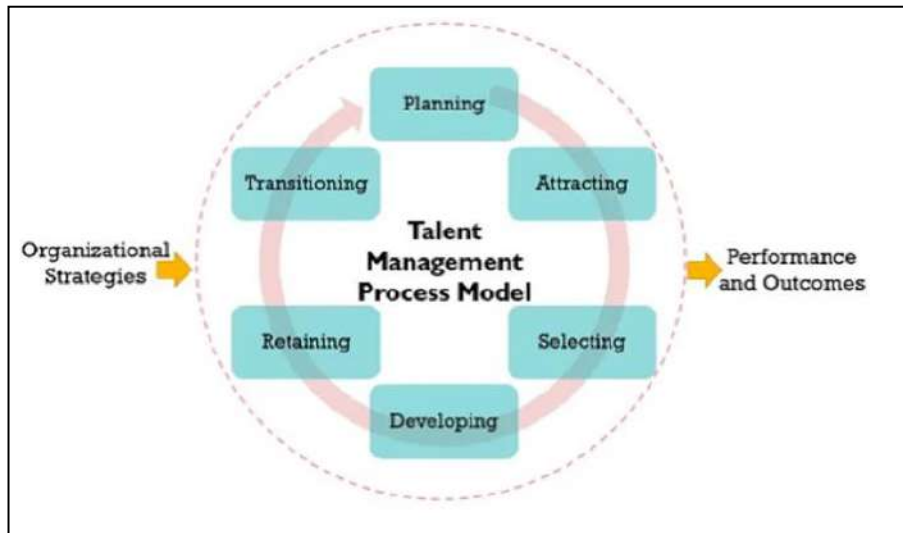 Planning
Transitioning
Attracting
Talent
Management
Process Model
Organizational
Strategies
Performance
and Outcomes
Retaining
Selecting
Developing